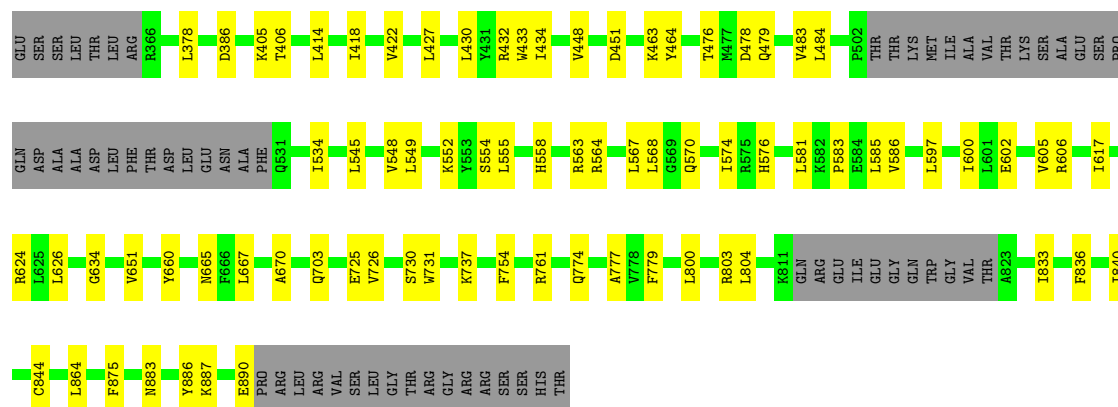 GLU SER SER LEU THR LEU ARG R366 L378 D386 K405 T406 L414 I418 V422 L427 L430 Y431 R432 W433 I434 V448 D451 K463 Y464 T476 M477 D478 Q479 V483 L484 P502 THR THR LYS MET ILE ALA VAL THR LYS SER ALA GLU SER PRO
GLN ASP ALA ALA ASP LEU PHE THR ASP LEU GLU ASN ALA PHE Q531 I534 L545 V548 L549 K552 Y553 S554 L555 H558 R563 R564 L567 L568 G569 Q570 I574 R575 H576 L581 K582 P583 E584 L585 V586 L597 I600 L601 E602 V605 R606 I617
R624 L625 L626 G634 V651 Y660 N665 F666 L667 A670 Q703 E725 V726 S730 W731 K737 F754 R761 Q774 A777 V778 F779 L800 R803 L804 K811 GLN ARG GLU ILE GLU GLY GLN TRP GLY VAL THR A823 I833 F836 I840
C844 L864 F875 N883 Y886 K887 E890 PRO ARG LEU ARG VAL SER LEU GLY THR ARG GLY ARG ARG SER SER HIS THR